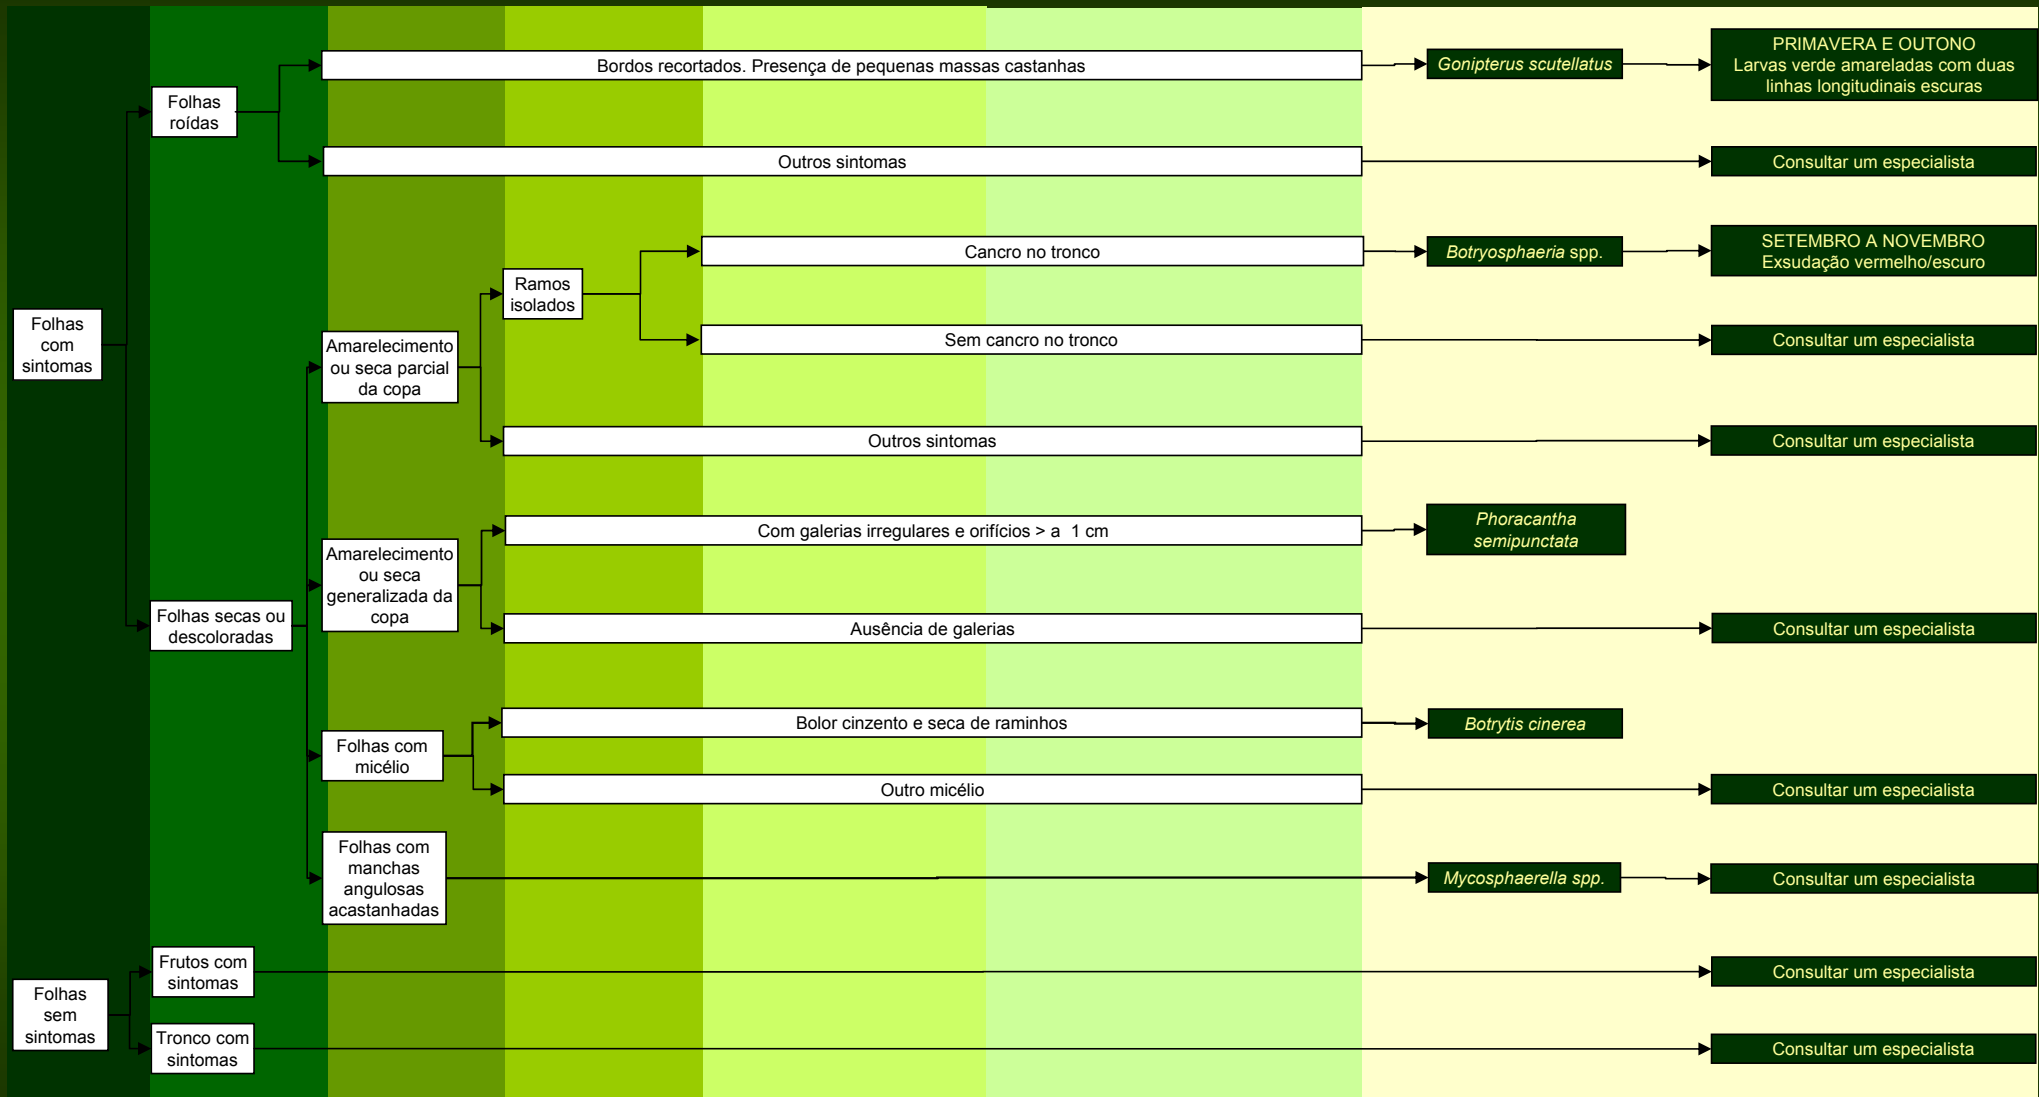 Bordos recortados. Presença de pequenas massas castanhas
Gonipterus scutellatus
PRIMAVERA E OUTONO
Larvas verde amareladas com duas
linhas longitudinais escuras
Folhas
roídas
Outros sintomas
Consultar um especialista
Cancro no tronco
Botryosphaeria spp.
SETEMBRO A NOVEMBRO
Exsudação vermelho/escuro
Ramos
isolados
Folhas
com
sintomas
Amarelecimento
ou seca parcial
da copa
Sem cancro no tronco
Consultar um especialista
Outros sintomas
Consultar um especialista
Com galerias irregulares e orifícios > a  1 cm
Phoracantha
semipunctata
Amarelecimento
ou seca
generalizada da
copa
Folhas secas ou
descoloradas
Ausência de galerias
Consultar um especialista
Bolor cinzento e seca de raminhos
Botrytis cinerea
Folhas com
micélio
Outro micélio
Consultar um especialista
Folhas com
manchas
angulosas
acastanhadas
Mycosphaerella spp.
Consultar um especialista
Frutos com
sintomas
Consultar um especialista
Folhas
sem
sintomas
Tronco com
sintomas
Consultar um especialista